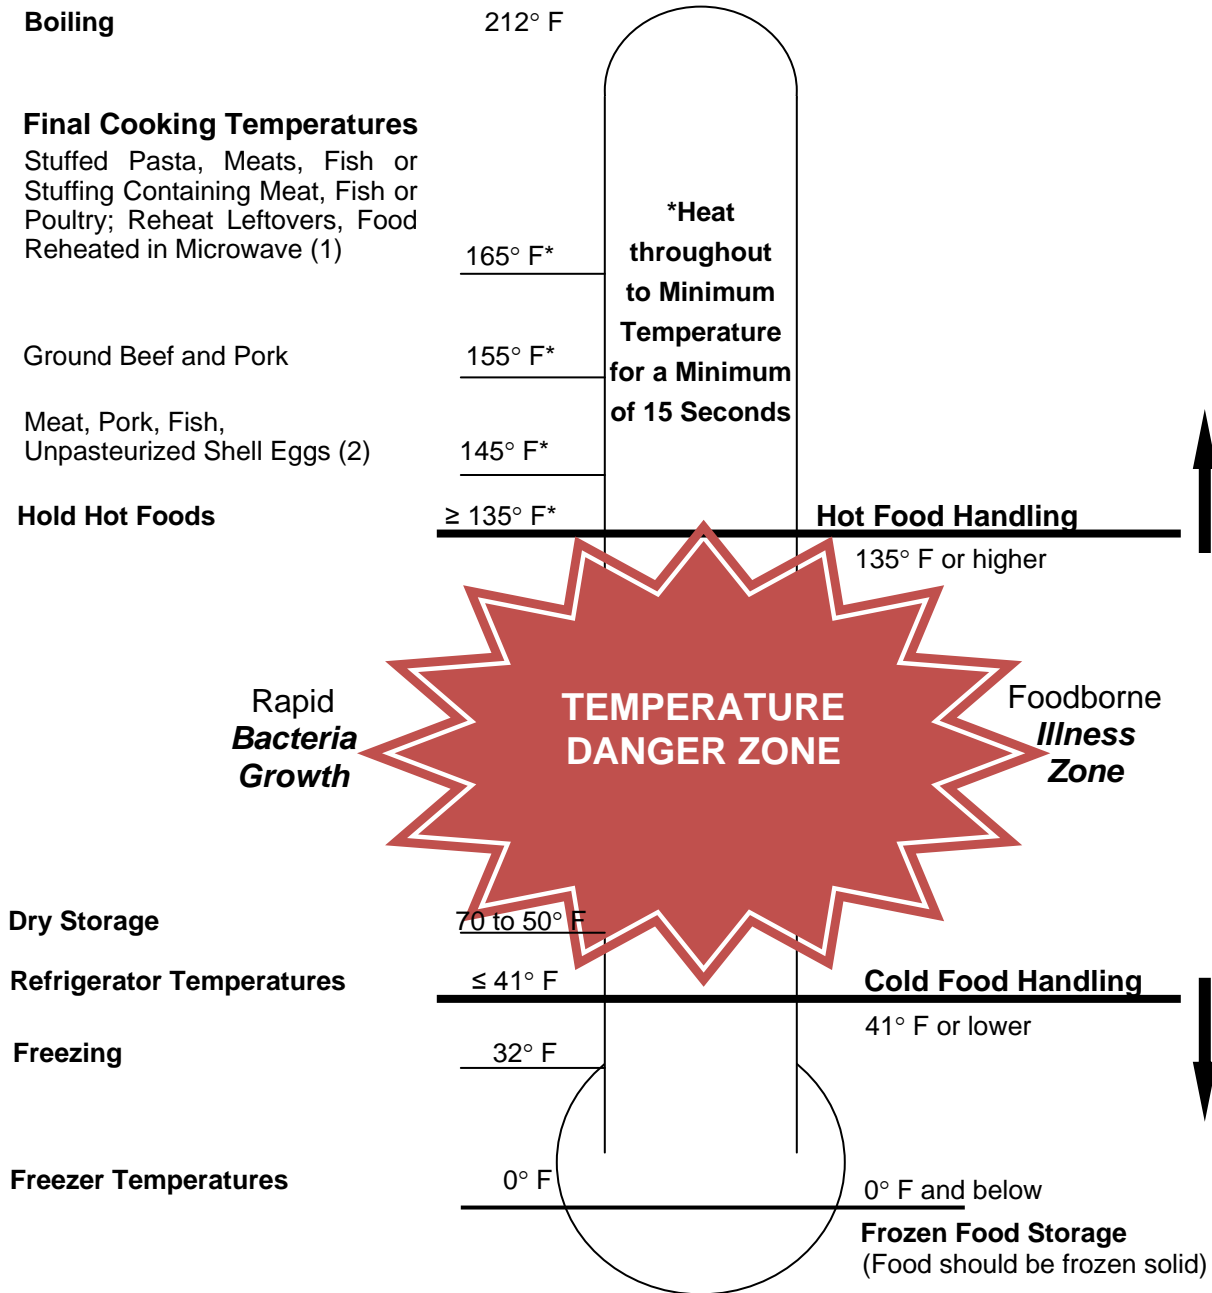 Boiling 212° F
Final Cooking Temperatures
Stuffed Pasta, Meats, Fish or
Stuffing Containing Meat, Fish or
Poultry; Reheat Leftovers, Food
Reheated in Microwave (1)
165° F*
*Heat
throughout
to Minimum
Temperature
for a Minimum
of 15 Seconds
Ground Beef and Pork 155° F*
Meat, Pork, Fish,
Unpasteurized Shell Eggs (2) 145° F*
Hold Hot Foods ≥ 135° F* Hot Food Handling
135° F or higher
Rapid
Bacteria
Growth
TEMPERATURE
DANGER ZONE
Foodborne
Illness
Zone
Dry Storage 70 to 50° F
Refrigerator Temperatures ≤ 41° F Cold Food Handling
41° F or lower
Freezing 32° F
Freezer Temperatures 0° F 0° F and below
Frozen Food Storage
(Food should be frozen solid)